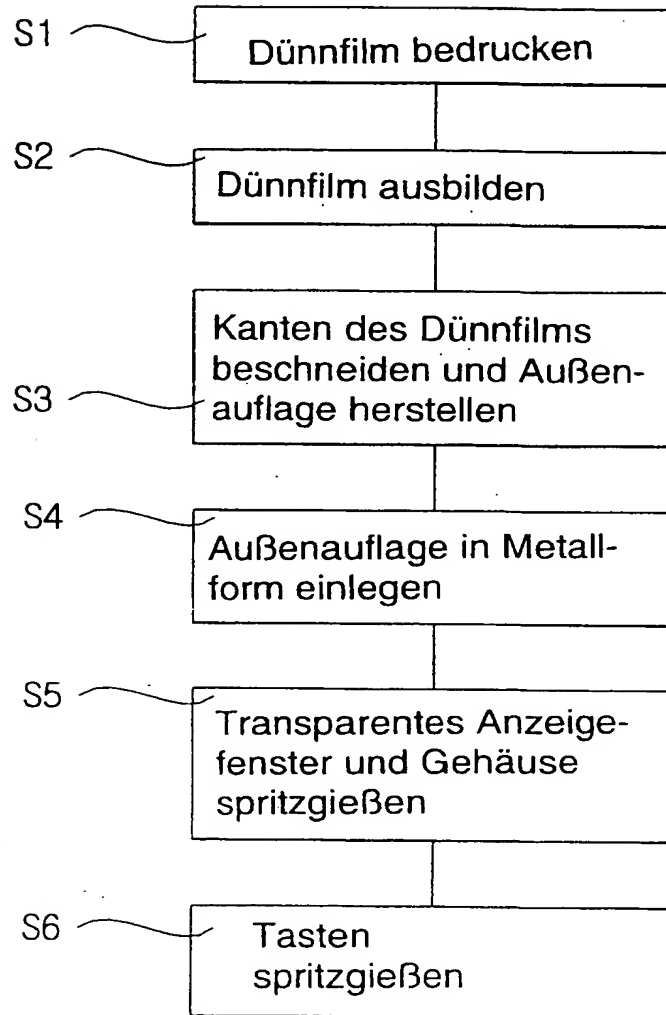 S1
Dünnfilm bedrucken
S2
Dünnfilm ausbilden
S3
Kanten des Dünnfilms
beschneiden und Außen-
auflage herstellen
S4
Außenauflage in Metall-
form einlegen
S5
Transparentes Anzeige-
fenster und Gehäuse
spritzgießen
S6
Tasten
spritzgießen